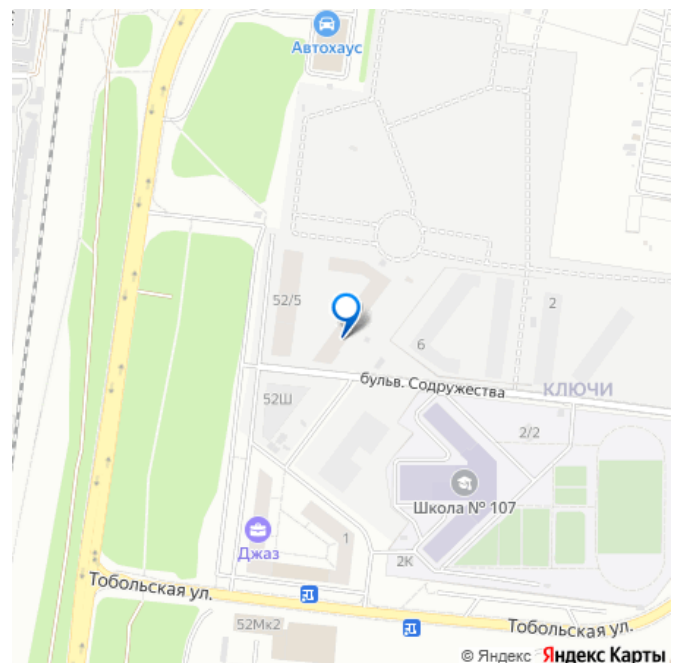 Автохаус
52/5
2
6
бульв. Содружества
КЛЮЧИ
52Ш
2/2
Школа № 107
Джаз
1
2К
Тобольская ул.
52Мк2
Тобольская ул.
© Яндекс Яндекс Карты